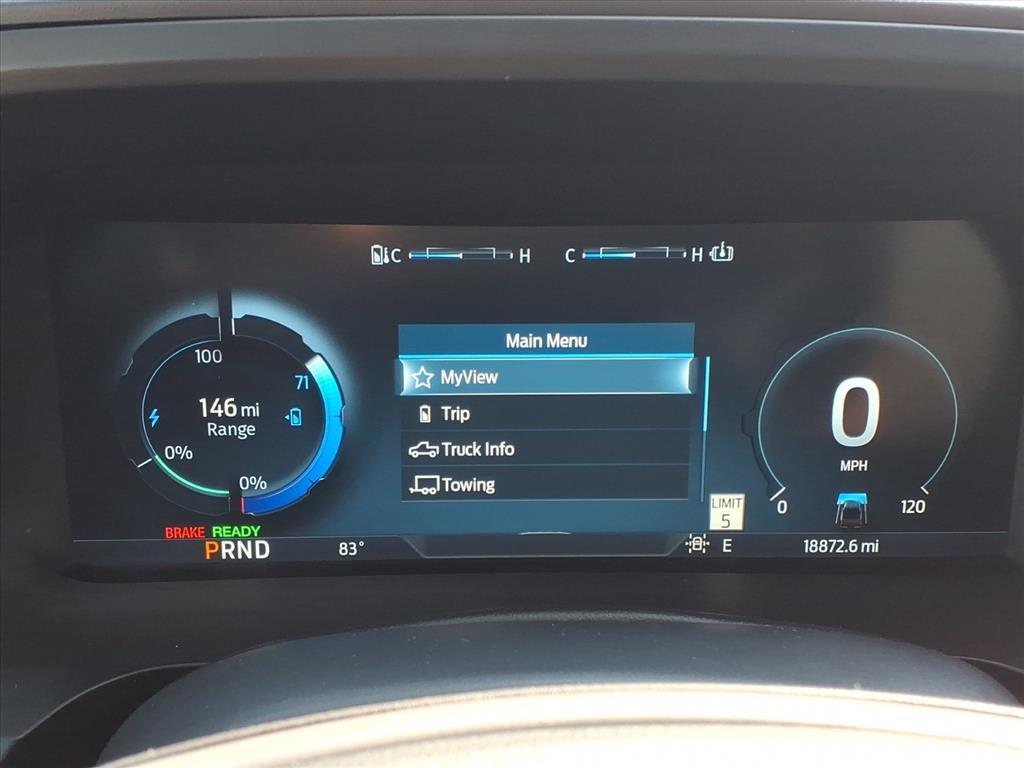 C H C H
Main Menu
MyView
Trip
Truck Info
Towing
100
71
146 mi
Range
0%
0%
0
MPH
0 120
LIMIT
5
BRAKE READY
PRND
83°
E
18872.6 mi